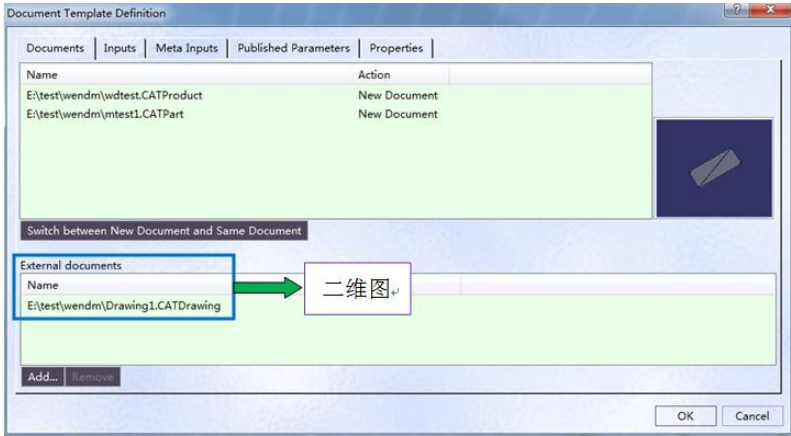 Document Template Definition
Documents Inputs Meta Inputs Published Parameters Properties
Name Action
E:\test\wendm\wdtest.CATProduct New Document
E:\test\wendm\mtest1.CATPart New Document
Switch between New Document and Same Document
External documents
Name
二维图
E:\test\wendm\Drawing1.CATDrawing
Add... Remove
OK Cancel